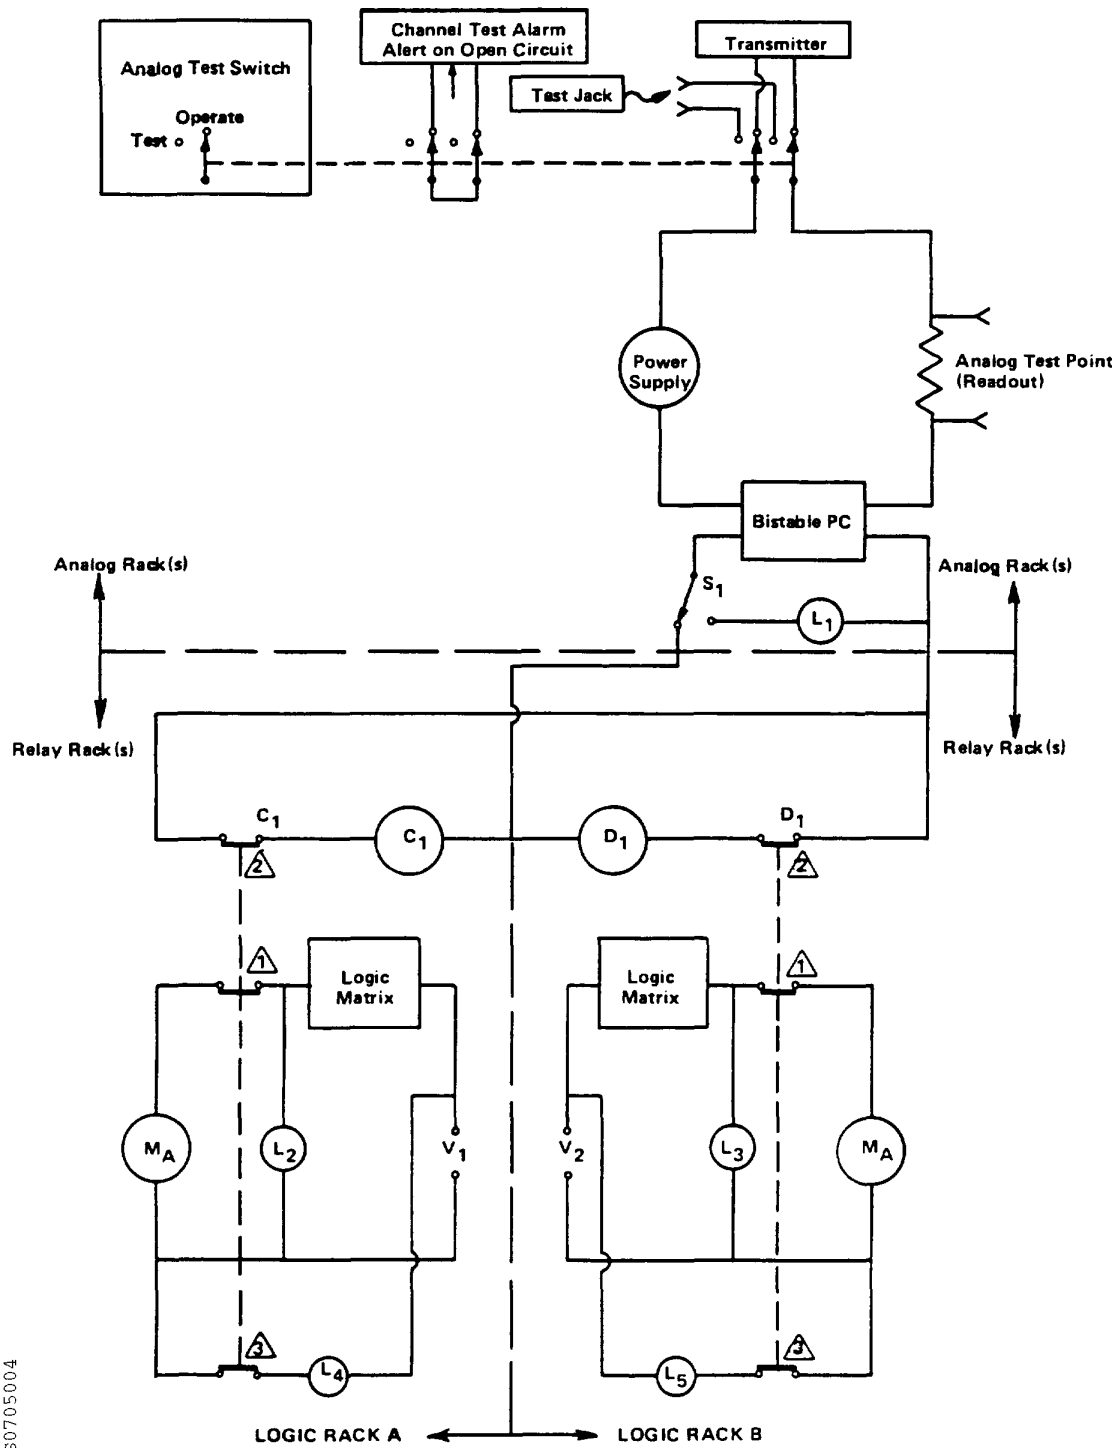 Channel Test Alarm
Alert on Open Circuit
Transmitter
Analog Test Switch
Test Jack
Operate
Test
Power
Supply
Analog Test Point
(Readout)
Bistable PC
Analog Rack(s)
Analog Rack(s)
S1
L1
Relay Rack(s)
Relay Rack(s)
C1
D1
C1
D1
2
2
1
1
Logic
Matrix
Logic
Matrix
MA
L2
V1
V2
L3
MA
3
3
L4
L5
LOGIC RACK A
LOGIC RACK B
S0705004